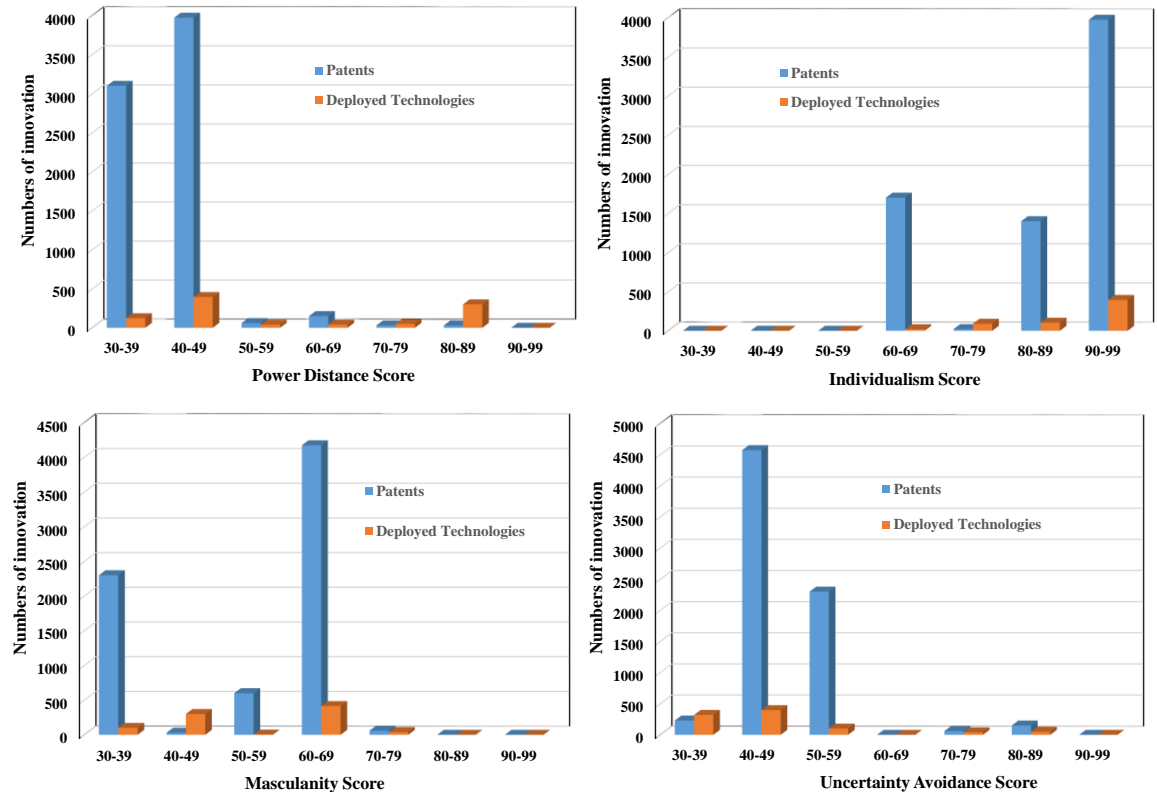 4000
3500
3000
2500
2000
1500
1000
500
0
Numbers of innovation
Patents
Deployed Technologies
30-39 40-49 50-59 60-69 70-79 80-89 90-99
Power Distance Score
4000
3500
3000
2500
2000
1500
1000
500
0
Numbers of innovation
Patents
Deployed Technologies
30-39 40-49 50-59 60-69 70-79 80-89 90-99
Individualism Score
4500
4000
3500
3000
2500
2000
1500
1000
500
0
Numbers of innovation
Patents
Deployed Technologies
30-39 40-49 50-59 60-69 70-79 80-89 90-99
Masculanity Score
5000
4500
4000
3500
3000
2500
2000
1500
1000
500
0
Numbers of innovation
Patents
Deployed Technologies
30-39 40-49 50-59 60-69 70-79 80-89 90-99
Uncertainty Avoidance Score